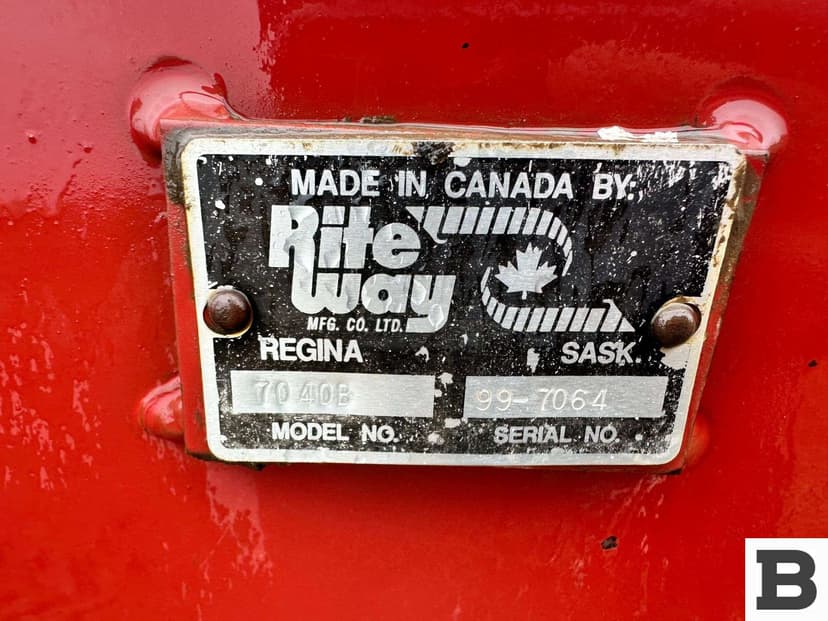 MADE IN CANADA BY:
Rite
Way
MFG. CO. LTD.
REGINA SASK.
7040B 99-7064
MODEL NO. SERIAL NO.
B